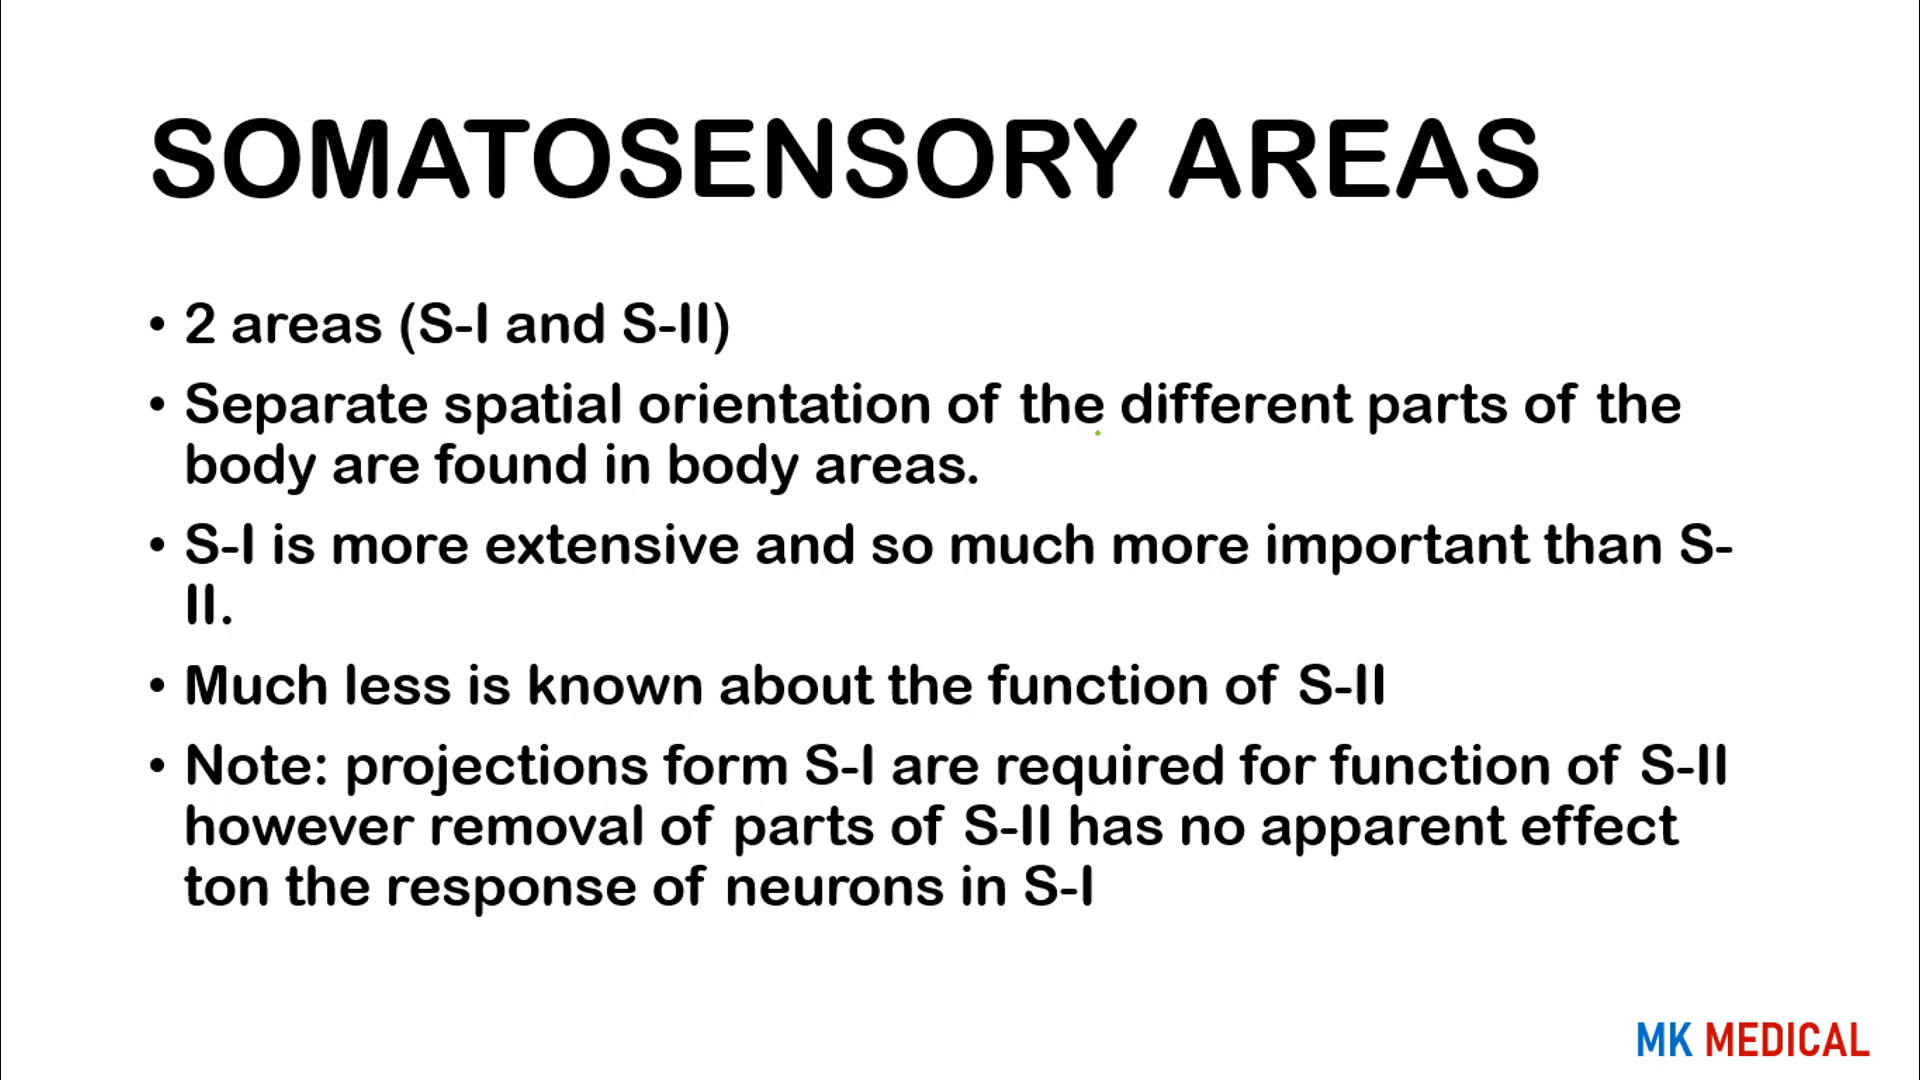 SOMATOSENSORY AREAS
• 2 areas (S-I and S-II)
• Separate spatial orientation of the different parts of the
body are found in body areas.
• S-I is more extensive and so much more important than S-
II.
• Much less is known about the function of S-II
• Note: projections form S-I are required for function of S-II
however removal of parts of S-II has no apparent effect
ton the response of neurons in S-I
MK MEDICAL